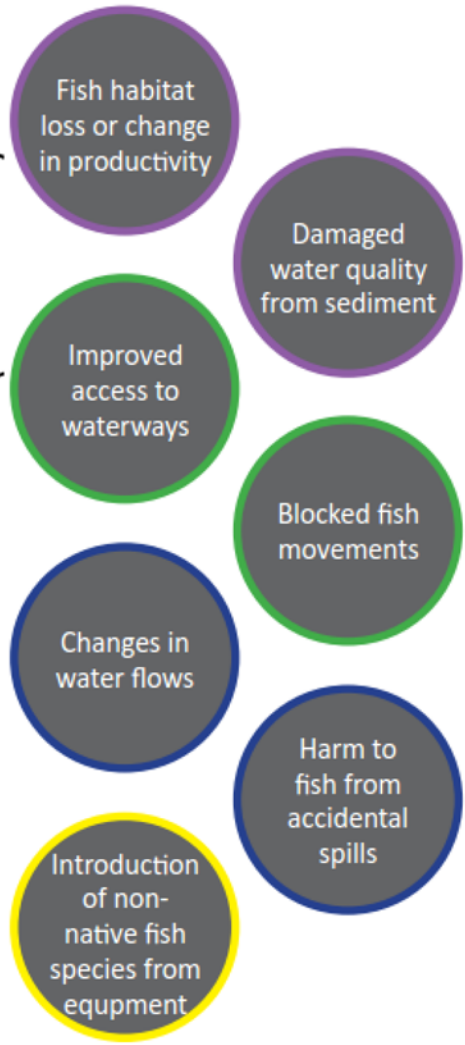 Fish habitat
loss or change
in productivity
Damaged
water quality
from sediment
Improved
access to
waterways
Blocked fish
movements
Changes in
water flows
Harm to
fish from
accidental
spills
Introduction
of non-
native fish
species from
equpment